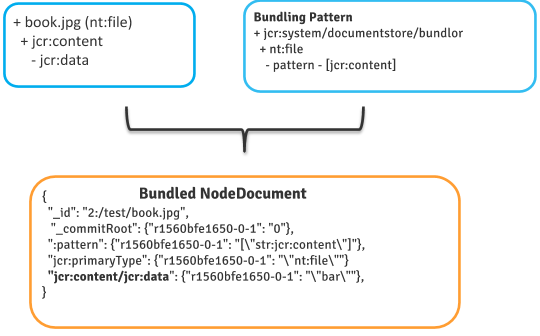 + book.jpg (nt:file)
+ jcr:content
- jcr:data
Bundling Pattern
+ jcr:system/documentstore/bundlor
+ nt:file
- pattern - [jcr:content]
Bundled NodeDocument
{
"_id": "2:/test/book.jpg",
"_commitRoot": {"r1560bfe1650-0-1": "0"},
":pattern": {"r1560bfe1650-0-1": "[\"str:jcr:content\"]"},
"jcr:primaryType": {"r1560bfe1650-0-1": "\"nt:file\""}
"jcr:content/jcr:data": {"r1560bfe1650-0-1": "\"bar\""},
}